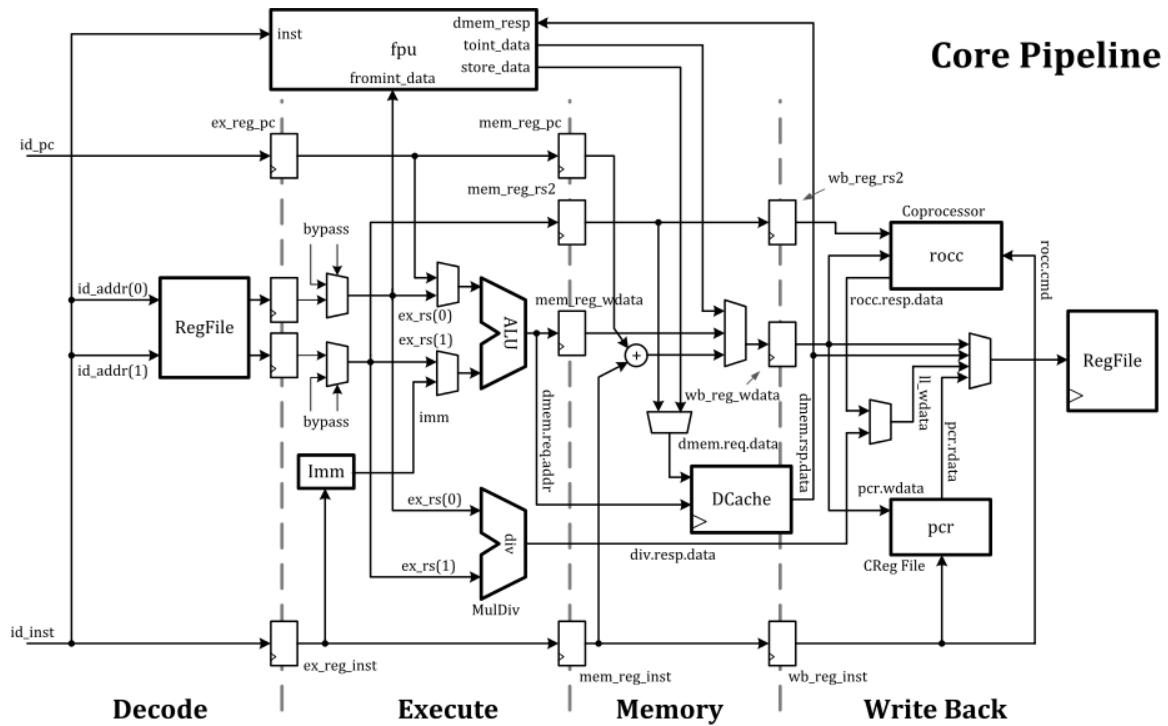 Core Pipeline
dmem_resp
inst
toint_data
fpu
store_data
fromint_data
ex_reg_pc
mem_reg_pc
id_pc
mem_reg_rs2
wb_reg_rs2
Coprocessor
bypass
rocc
rocc.cmd
id_addr(0)
mem_reg_wdata
rocc.resp.data
RegFile
ex_rs(0)
ALU
ex_rs(1)
+
RegFile
id_addr(1)
wb_reg_wdata
ll_wdata
bypass
imm
dmem.req.addr
dmem.req.data
dmem.rsp.data
pcr.rdata
Imm
DCache
pcr.wdata
ex_rs(0)
pcr
div
div.resp.data
ex_rs(1)
CReg File
MulDiv
id_inst
ex_reg_inst
mem_reg_inst
wb_reg_inst
Decode
Execute
Memory
Write Back